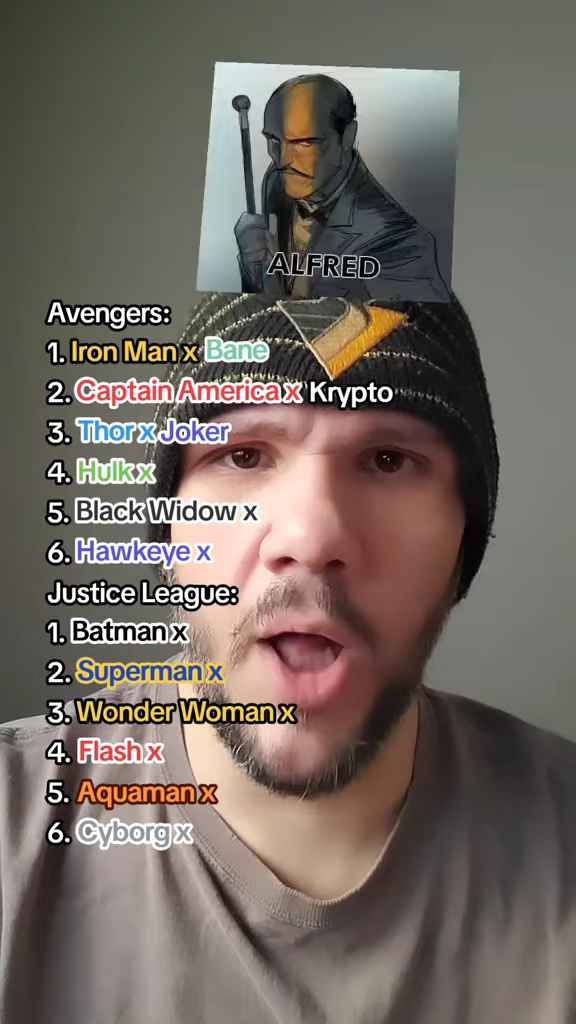 ALFRED
Avengers:
1. Iron Man x Bane
2. Captain America x Krypto
3. Thor x Joker
4. Hulk x
5. Black Widow x
6. Hawkeye x
Justice League:
1. Batman x
2. Superman x
3. Wonder Woman x
4. Flash x
5. Aquaman x
6. Cyborg x